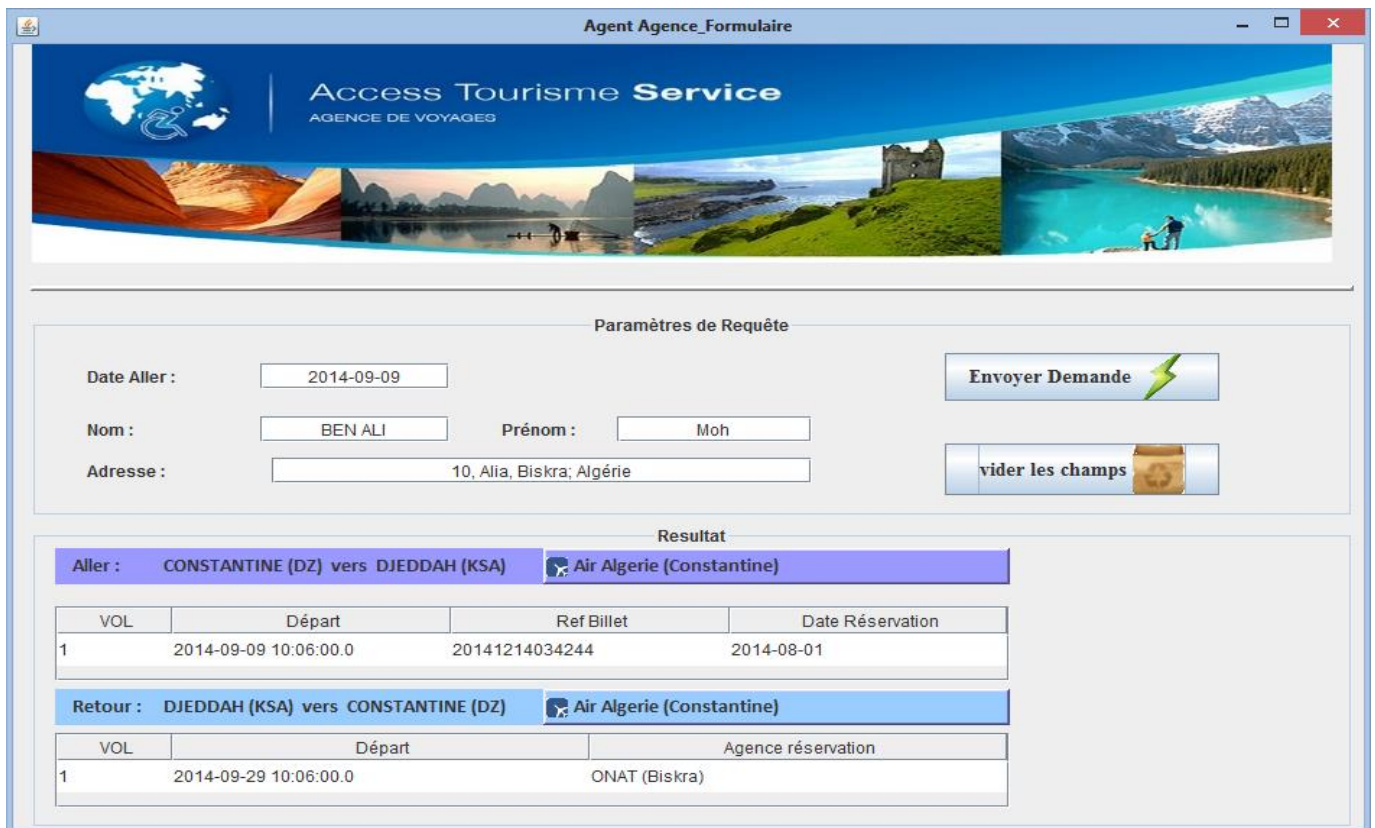 Agent Agence_Formulaire
Access Tourisme Service
AGENCE DE VOYAGES
Paramètres de Requête
Date Aller : 2014-09-09 Envoyer Demande
Nom : BEN ALI Prénom : Moh
Adresse : 10, Alia, Biskra; Algérie vider les champs
Resultat
Aller : CONSTANTINE (DZ) vers DJEDDAH (KSA) Air Algerie (Constantine)
VOL Départ Ref Billet Date Réservation
1 2014-09-09 10:06:00.0 20141214034244 2014-08-01
Retour : DJEDDAH (KSA) vers CONSTANTINE (DZ) Air Algerie (Constantine)
VOL Départ Agence réservation
1 2014-09-29 10:06:00.0 ONAT (Biskra)